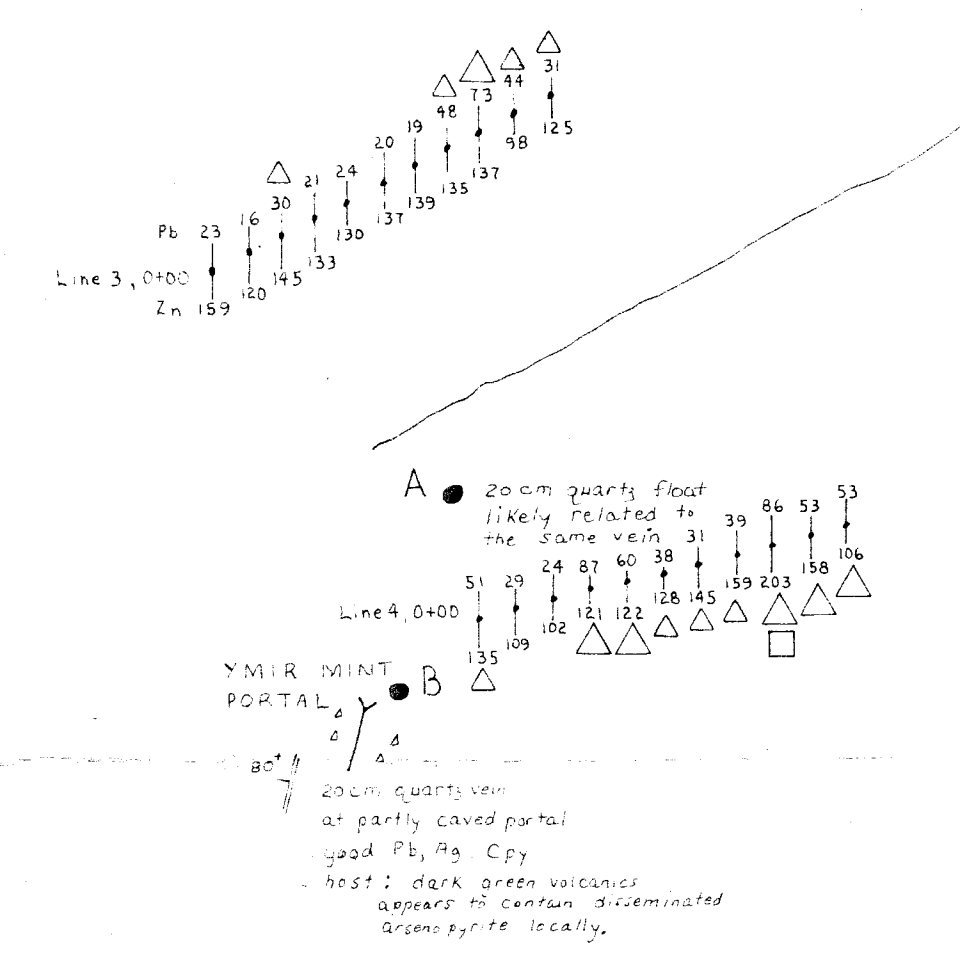 31
44
73
48
125
19
98
20
137
24
135
21
139
30
137
16
Pb 23
130
133
145
Line 3, 0+00
120
Zn 159
A
20 cm quartz float
likely related to
the same vein
53
53
86
39
31
38
60
87
24
29
51
106
158
203
159
145
128
122
121
Line 4, 0+00
102
109
135
YMIR MINT
PORTAL
B
80+
20 cm quartz vein
at partly caved portal
good Pb, Ag. Cpy
host: dark green volcanics
appears to contain disseminated
arsenopyrite locally.